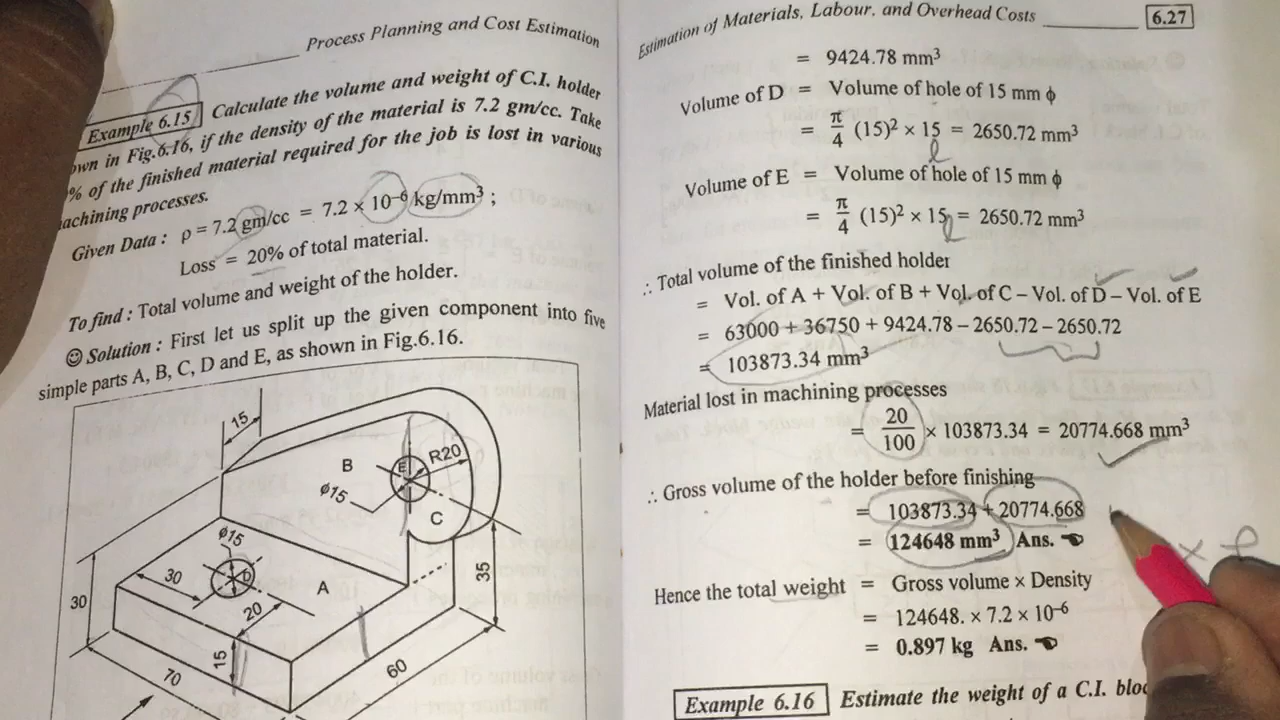 Process Planning and Cost Estimation
Example 6.15 Calculate the volume and weight of C.I. holder
own in Fig.6.16, if the density of the material is 7.2 gm/cc. Take
% of the finished material required for the job is lost in various
achining processes.
Given Data : ρ = 7.2 gm/cc = 7.2 × 10⁻⁶ kg/mm³ ;
Loss = 20% of total material.
To find : Total volume and weight of the holder.
☺ Solution : First let us split up the given component into five
simple parts A, B, C, D and E, as shown in Fig.6.16.
15
B
E
R20
ϕ15
C
ϕ15
30
D
A
20
30
35
15
70
60
Estimation of Materials, Labour, and Overhead Costs 6.27
= 9424.78 mm³
Volume of D = Volume of hole of 15 mm ϕ
= π/4 (15)² × 15 = 2650.72 mm³
l
Volume of E = Volume of hole of 15 mm ϕ
= π/4 (15)² × 15 = 2650.72 mm³
l
∴ Total volume of the finished holder
= Vol. of A + Vol. of B + Vol. of C – Vol. of D – Vol. of E
= 63000 + 36750 + 9424.78 – 2650.72 – 2650.72
= 103873.34 mm³
Material lost in machining processes
= 20/100 × 103873.34 = 20774.668 mm³
∴ Gross volume of the holder before finishing
= 103873.34 + 20774.668
= 124648 mm³ Ans. ☜
× ρ
Hence the total weight = Gross volume × Density
= 124648. × 7.2 × 10⁻⁶
= 0.897 kg Ans. ☜
Example 6.16 Estimate the weight of a C.I. bloc